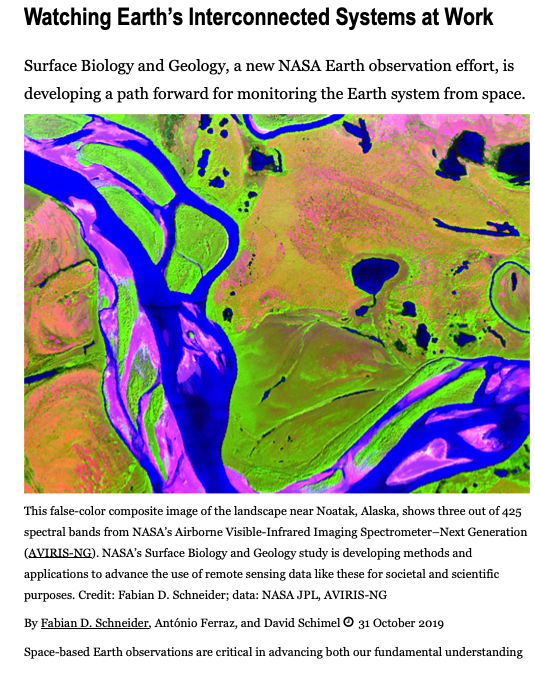 Watching Earth’s Interconnected Systems at Work
Surface Biology and Geology, a new NASA Earth observation effort, is
developing a path forward for monitoring the Earth system from space.
This false-color composite image of the landscape near Noatak, Alaska, shows three out of 425
spectral bands from NASA’s Airborne Visible-Infrared Imaging Spectrometer–Next Generation
(AVIRIS-NG). NASA’s Surface Biology and Geology study is developing methods and
applications to advance the use of remote sensing data like these for societal and scientific
purposes. Credit: Fabian D. Schneider; data: NASA JPL, AVIRIS-NG
By Fabian D. Schneider, António Ferraz, and David Schimel 31 October 2019
Space-based Earth observations are critical in advancing both our fundamental understanding